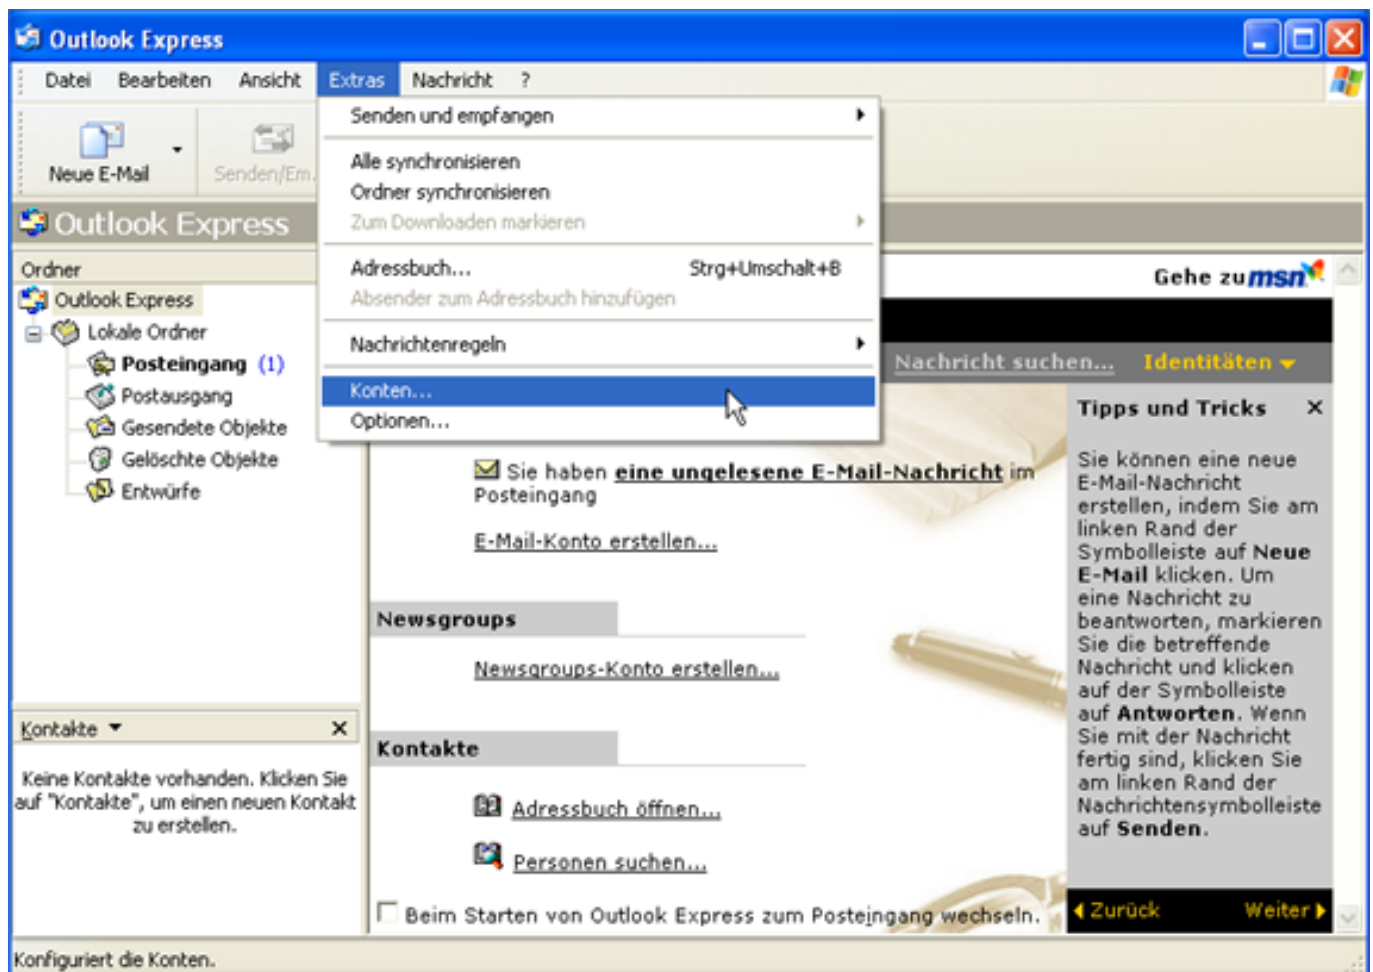 Outlook Express
Datei Bearbeiten Ansicht Extras Nachricht ?
Neue E-Mail
Senden/Em.
Senden und empfangen
Alle synchronisieren
Ordner synchronisieren
Zum Downloaden markieren
Adressbuch... Strg+Umschalt+B
Absender zum Adressbuch hinzufügen
Nachrichtenregeln
Konten...
Optionen...
Outlook Express
Ordner
Outlook Express
Lokale Ordner
Posteingang (1)
Postausgang
Gesendete Objekte
Gelöschte Objekte
Entwürfe
Kontakte
Keine Kontakte vorhanden. Klicken Sie
auf "Kontakte", um einen neuen Kontakt
zu erstellen.
Gehe zu msn
Nachricht suchen... Identitäten
Sie haben eine ungelesene E-Mail-Nachricht im
Posteingang
E-Mail-Konto erstellen...
Newsgroups
Newsgroups-Konto erstellen...
Kontakte
Adressbuch öffnen...
Personen suchen...
Beim Starten von Outlook Express zum Posteingang wechseln.
Tipps und Tricks
Sie können eine neue
E-Mail-Nachricht
erstellen, indem Sie am
linken Rand der
Symbolleiste auf Neue
E-Mail klicken. Um
eine Nachricht zu
beantworten, markieren
Sie die betreffende
Nachricht und klicken
auf der Symbolleiste
auf Antworten. Wenn
Sie mit der Nachricht
fertig sind, klicken Sie
am linken Rand der
Nachrichtensymbolleiste
auf Senden.
Zurück Weiter
Konfiguriert die Konten.